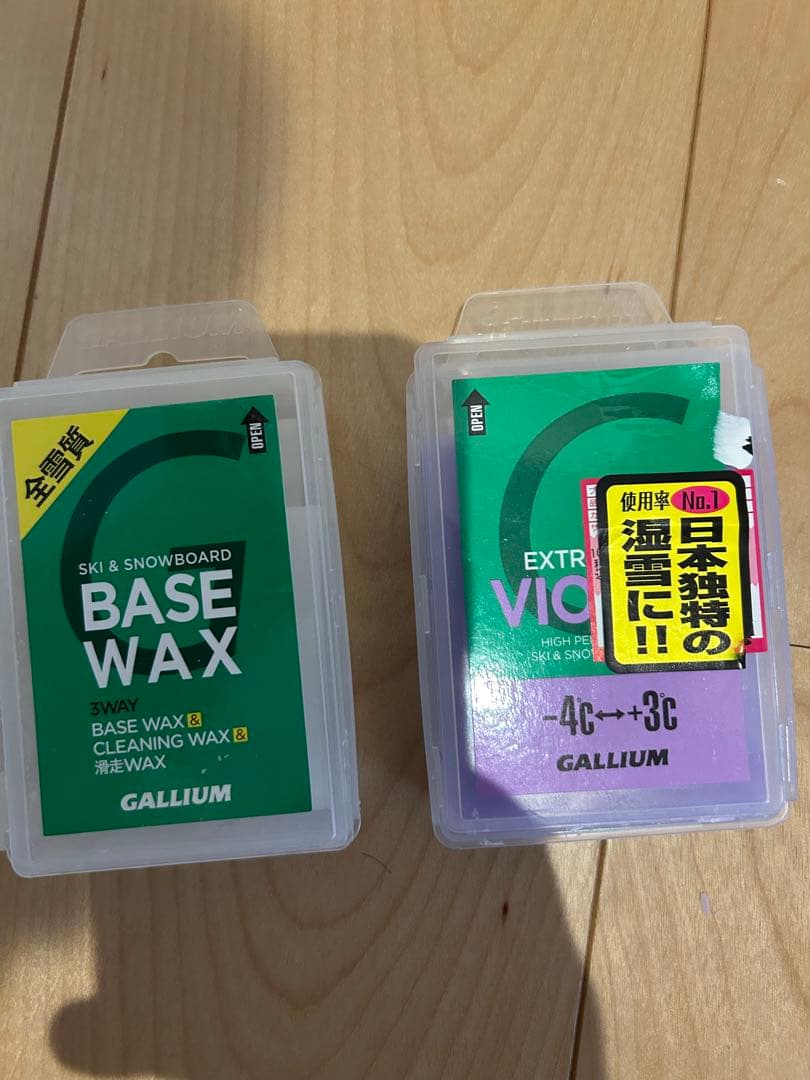 GALLIUM
全雪質
OPEN
SKI & SNOWBOARD
BASE
WAX
3WAY
BASE WAX &
CLEANING WAX &
滑走WAX
GALLIUM
OPEN
使用率 No.1
日本独特の
湿雪に!!
EXTR
VIO
HIGH PE
SKI & SNO
-4℃↔+3℃
GALLIUM